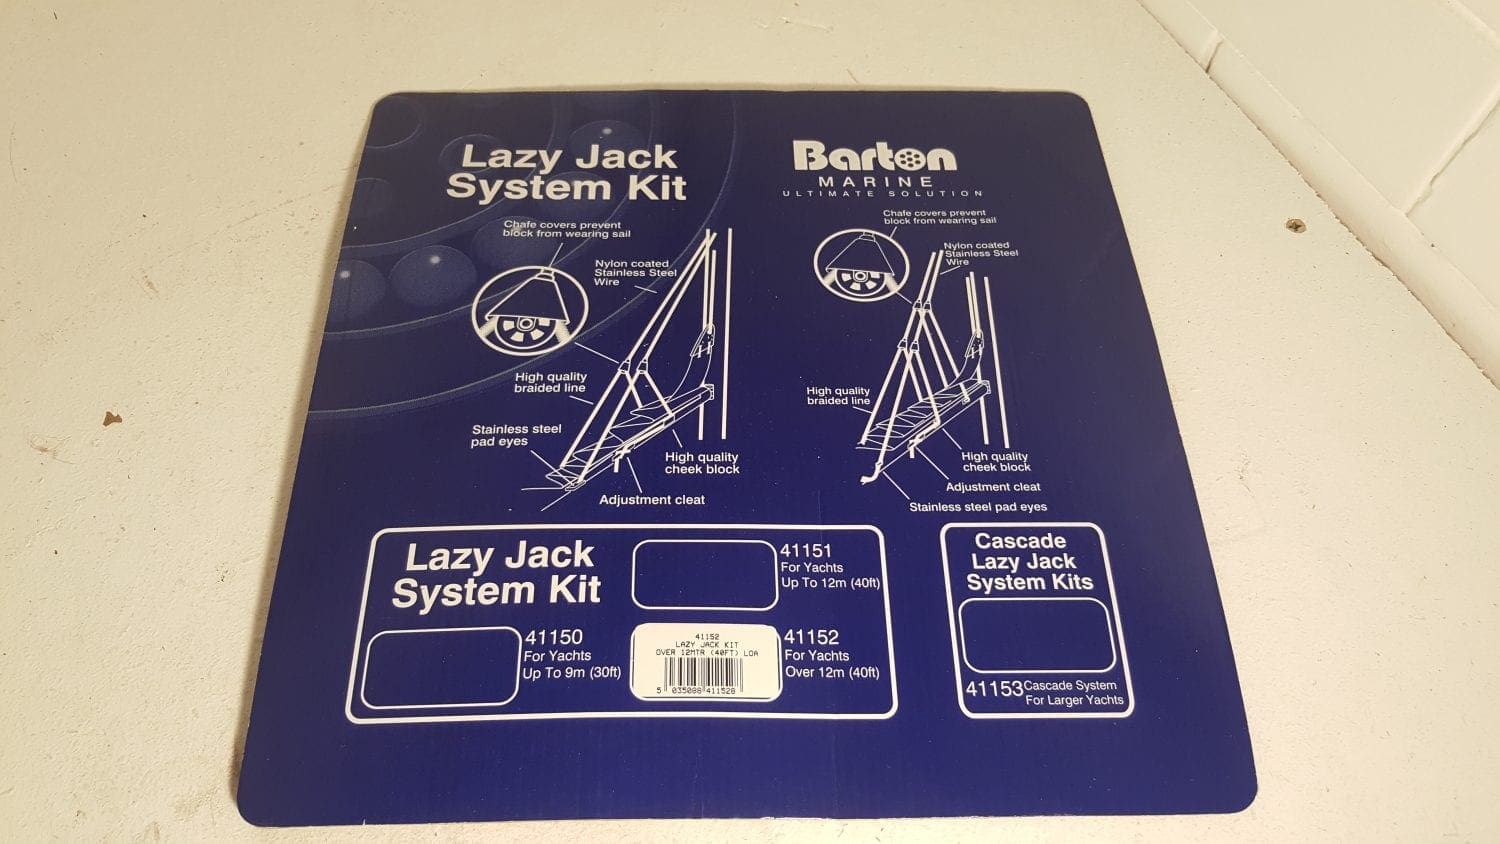 Lazy Jack
System Kit
Barton
MARINE
ULTIMATE SOLUTION
Chafe covers prevent
block from wearing sail
Nylon coated
Stainless Steel
Wire
High quality
braided line
Stainless steel
pad eyes
High quality
cheek block
Adjustment cleat
Chafe covers prevent
block from wearing sail
Nylon coated
Stainless Steel
Wire
High quality
braided line
High quality
cheek block
Adjustment cleat
Stainless steel pad eyes
Lazy Jack
System Kit
41151
For Yachts
Up To 12m (40ft)
41150
For Yachts
Up To 9m (30ft)
41152
LAZY JACK KIT
OVER 12MTR (40FT) LOA
5 035088 411528
41152
For Yachts
Over 12m (40ft)
Cascade
Lazy Jack
System Kits
41153 Cascade System
For Larger Yachts